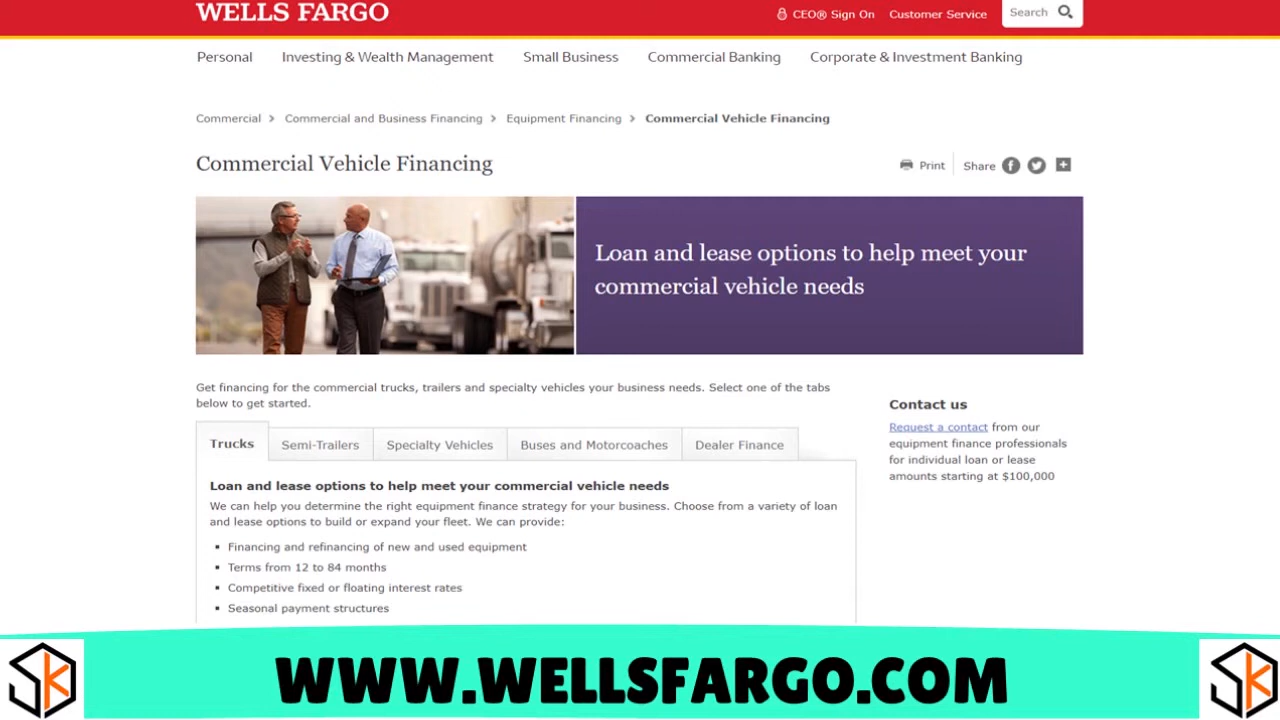 WELLS FARGO
CEO® Sign On Customer Service Search
Personal Investing & Wealth Management Small Business Commercial Banking Corporate & Investment Banking
Commercial > Commercial and Business Financing > Equipment Financing > Commercial Vehicle Financing
Commercial Vehicle Financing
Print Share
Loan and lease options to help meet your
commercial vehicle needs
Get financing for the commercial trucks, trailers and specialty vehicles your business needs. Select one of the tabs
below to get started.
Trucks Semi-Trailers Specialty Vehicles Buses and Motorcoaches Dealer Finance
Loan and lease options to help meet your commercial vehicle needs
We can help you determine the right equipment finance strategy for your business. Choose from a variety of loan
and lease options to build or expand your fleet. We can provide:
▪ Financing and refinancing of new and used equipment
▪ Terms from 12 to 84 months
▪ Competitive fixed or floating interest rates
▪ Seasonal payment structures
Contact us
Request a contact from our
equipment finance professionals
for individual loan or lease
amounts starting at $100,000
SK
WWW.WELLSFARGO.COM
SK